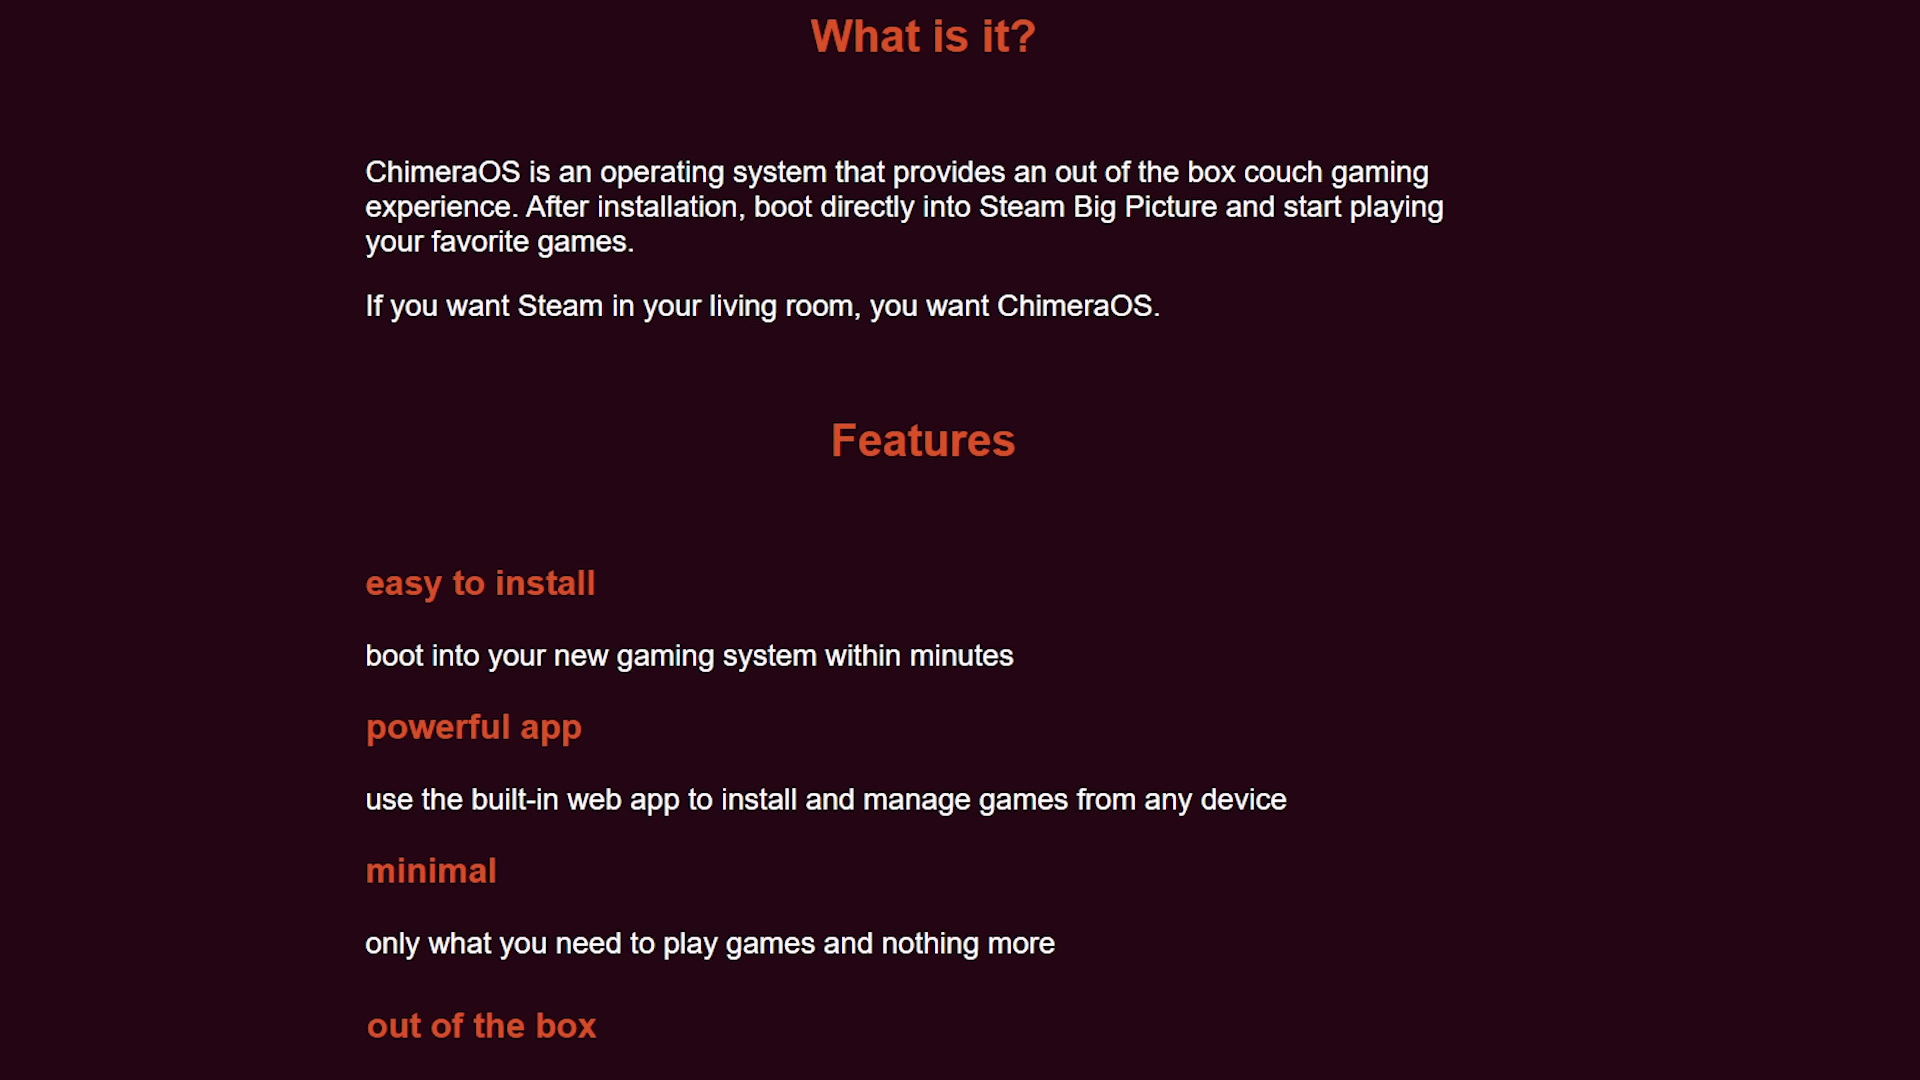 What is it?
ChimeraOS is an operating system that provides an out of the box couch gaming
experience. After installation, boot directly into Steam Big Picture and start playing
your favorite games.
If you want Steam in your living room, you want ChimeraOS.
Features
easy to install
boot into your new gaming system within minutes
powerful app
use the built-in web app to install and manage games from any device
minimal
only what you need to play games and nothing more
out of the box